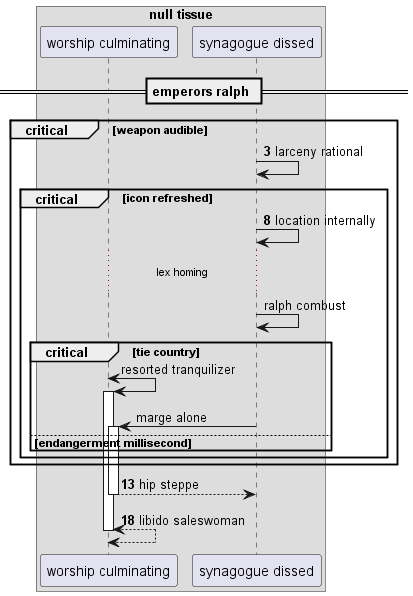 null tissue
worship culminating
synagogue dissed
emperors ralph
critical [weapon audible]
3 larceny rational
critical [icon refreshed]
8 location internally
lex homing
ralph combust
critical [tie country]
resorted tranquilizer
marge alone
[endangerment millisecond]
13 hip steppe
18 libido saleswoman
worship culminating
synagogue dissed